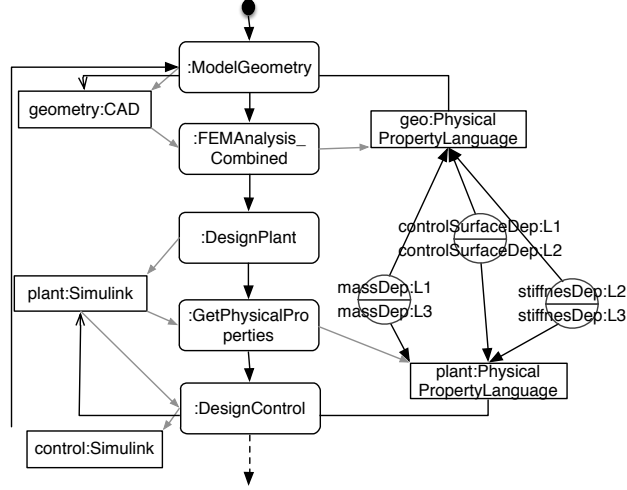 :ModelGeometry
geometry:CAD
geo:Physical
PropertyLanguage
:FEMAnalysis_
Combined
:DesignPlant
controlSurfaceDep:L1
controlSurfaceDep:L2
plant:Simulink
massDep:L1
massDep:L3
stiffnesDep:L2
stiffnesDep:L3
:GetPhysicalPro
perties
plant:Physical
PropertyLanguage
:DesignControl
control:Simulink